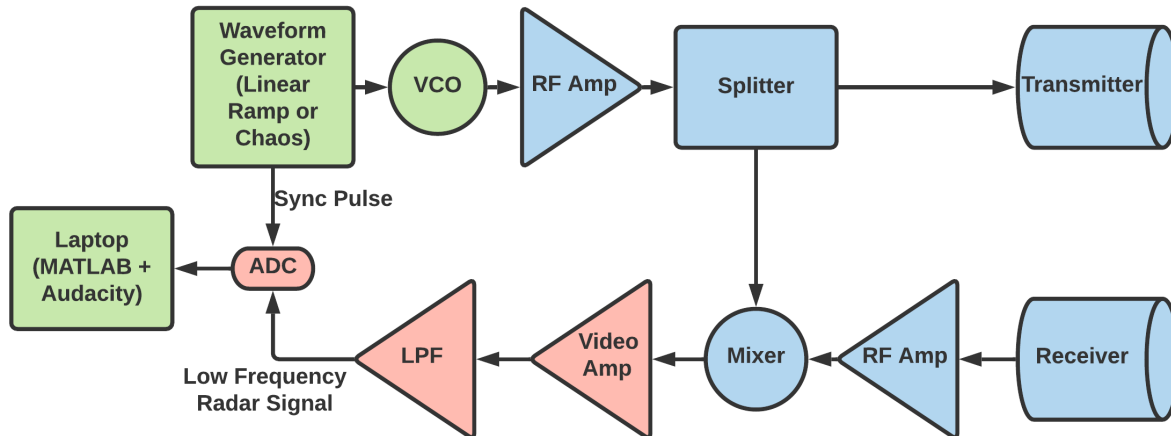 Waveform
Generator
(Linear
Ramp or
Chaos)
VCO
RF Amp
Splitter
Transmitter
Sync Pulse
Laptop
(MATLAB +
Audacity)
ADC
LPF
Video
Amp
Mixer
RF Amp
Receiver
Low Frequency
Radar Signal